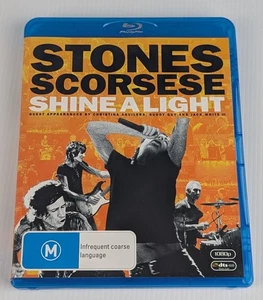 STONES
SCORSESE
SHINE A LIGHT
GUEST APPEARANCES BY CHRISTINA AGUILERA, BUDDY GUY AND JACK WHITE III
M
Infrequent coarse
language
1080p
dts